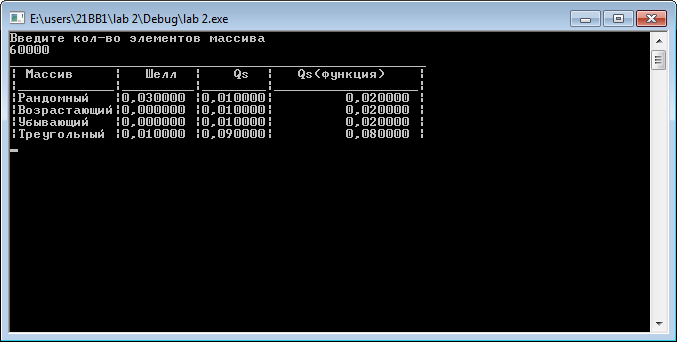 E:\users\21BB1\lab 2\Debug\lab 2.exe
Введите кол-во элементов массива
60000
¦ Массив ¦ Шелл ¦ Qs ¦ Qs(функция) ¦
¦Рандомный ¦0,030000 ¦0,010000¦ 0,020000 ¦
¦Возрастающий¦0,000000 ¦0,010000¦ 0,020000 ¦
¦Убывающий ¦0,000000 ¦0,010000¦ 0,020000 ¦
¦Треугольный ¦0,010000 ¦0,090000¦ 0,080000 ¦